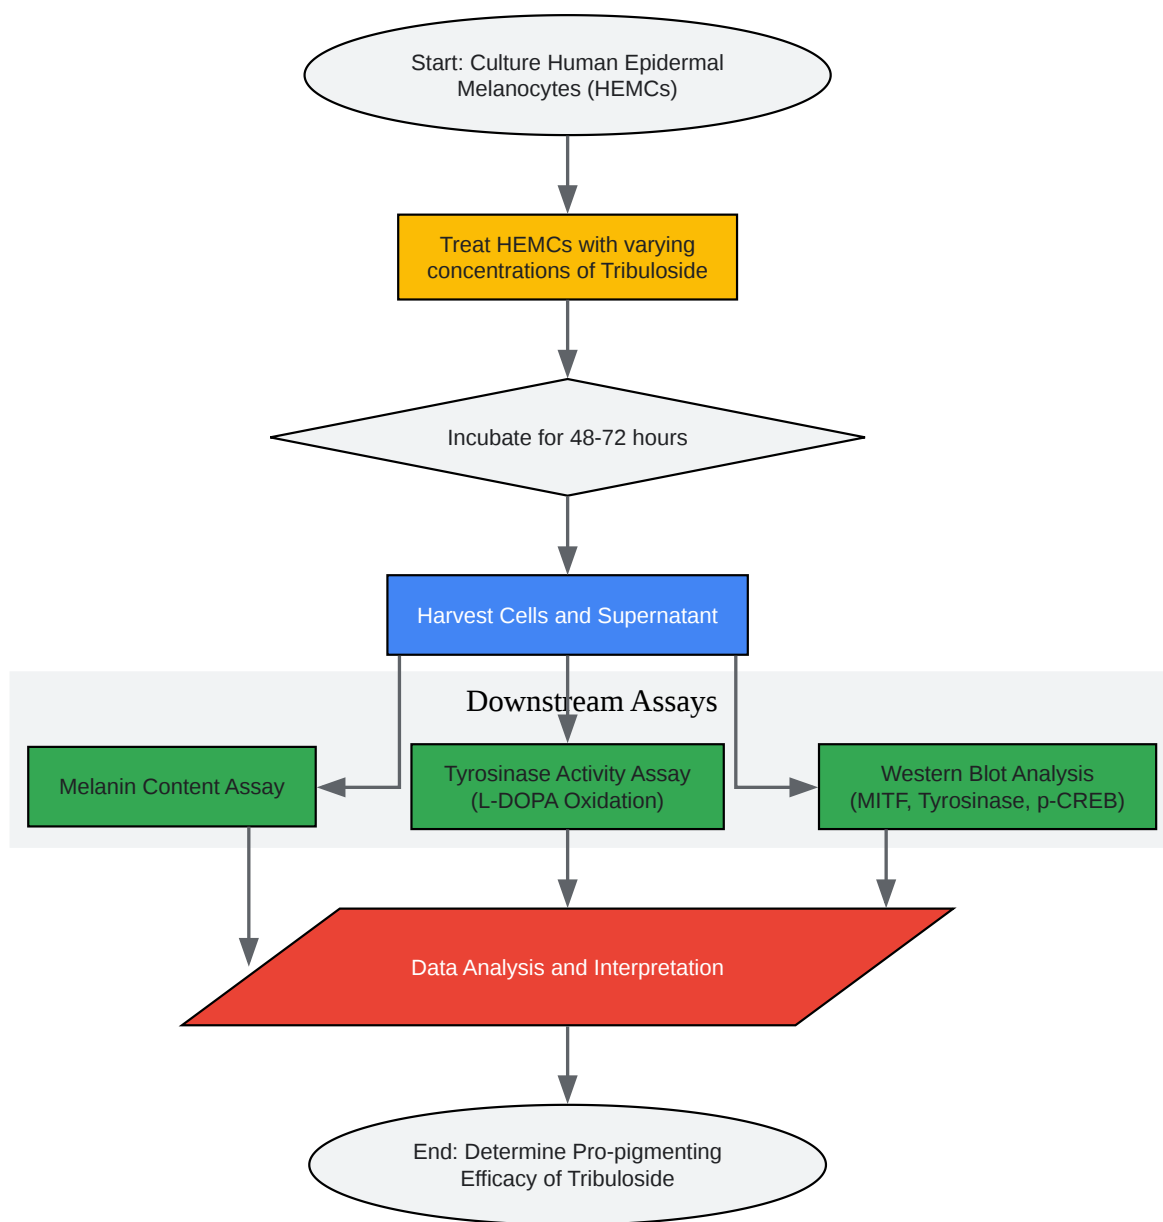 Start: Culture Human Epidermal
Melanocytes (HEMCs)
Treat HEMCs with varying
concentrations of Tribuloside
Incubate for 48-72 hours
Harvest Cells and Supernatant
Downstream Assays
Melanin Content Assay
Tyrosinase Activity Assay
(L-DOPA Oxidation)
Western Blot Analysis
(MITF, Tyrosinase, p-CREB)
Data Analysis and Interpretation
End: Determine Pro-pigmenting
Efficacy of Tribuloside